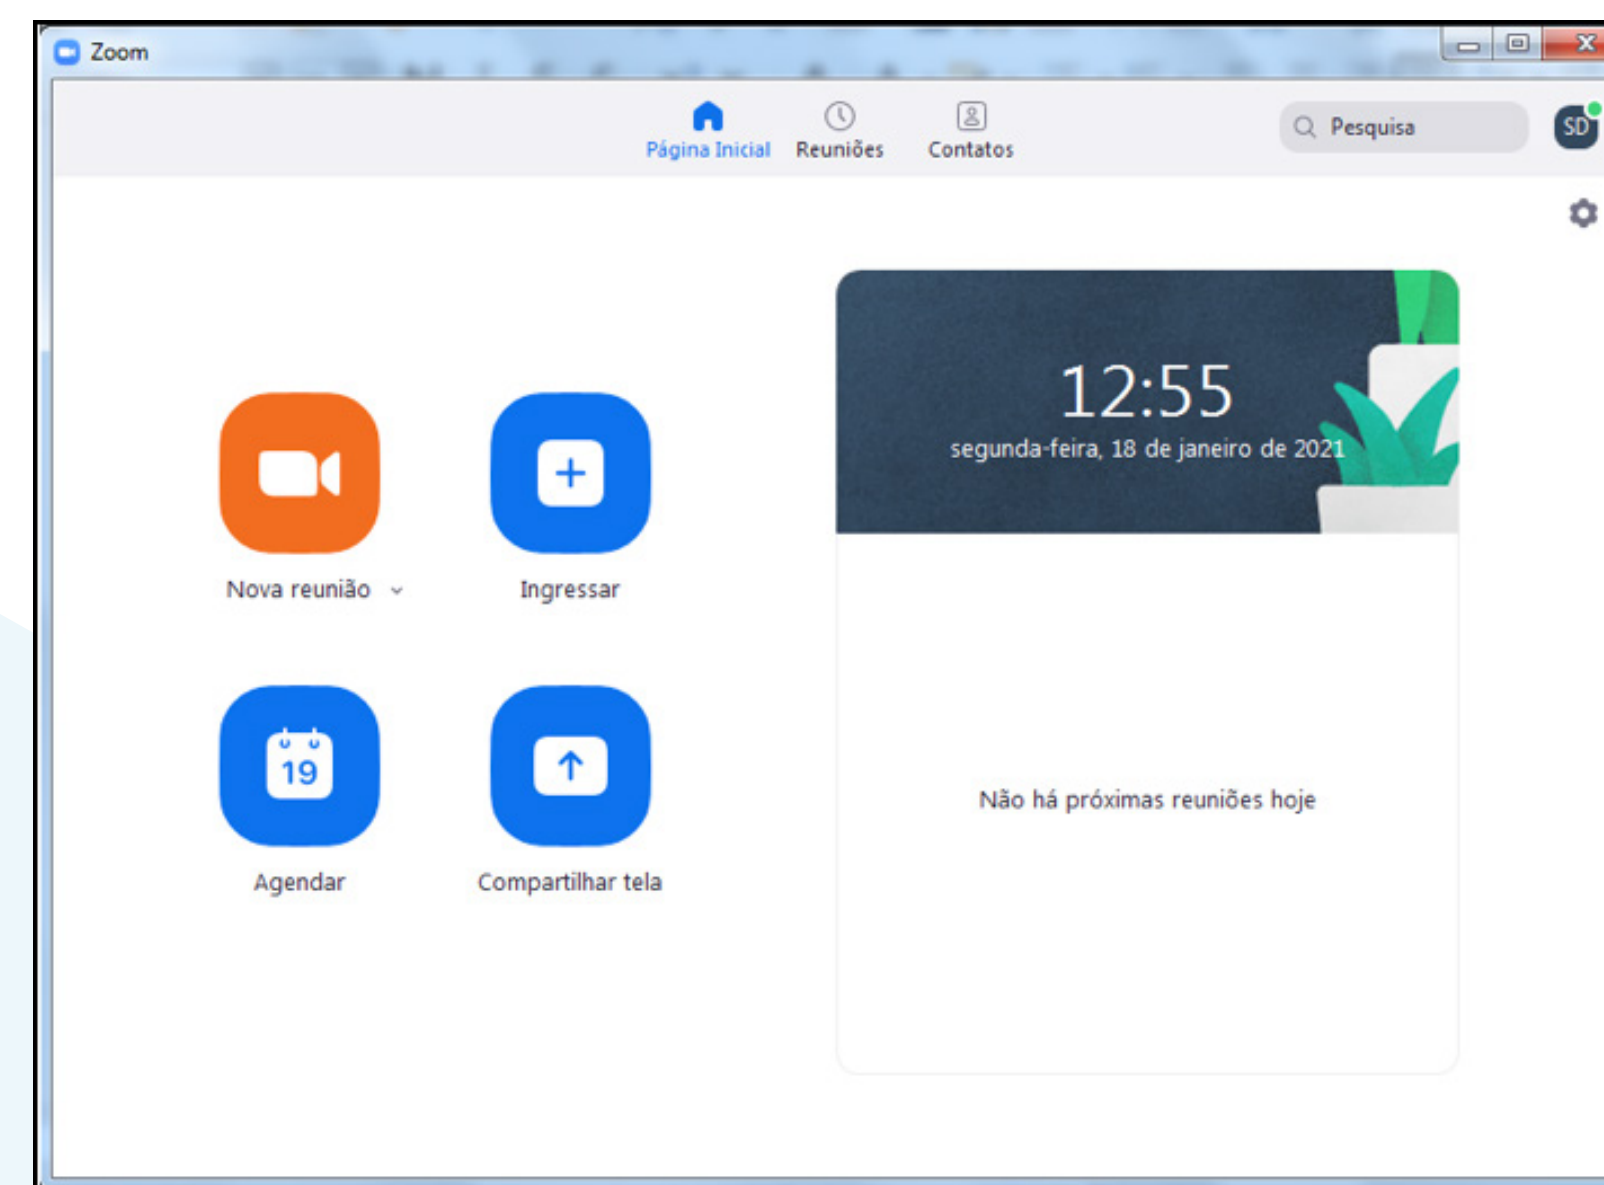 Zoom
Página Inicial
Reuniões
Contatos
Pesquisa
SD
12:55
segunda-feira, 18 de janeiro de 2021
Nova reunião
Ingressar
19
Agendar
Compartilhar tela
Não há próximas reuniões hoje